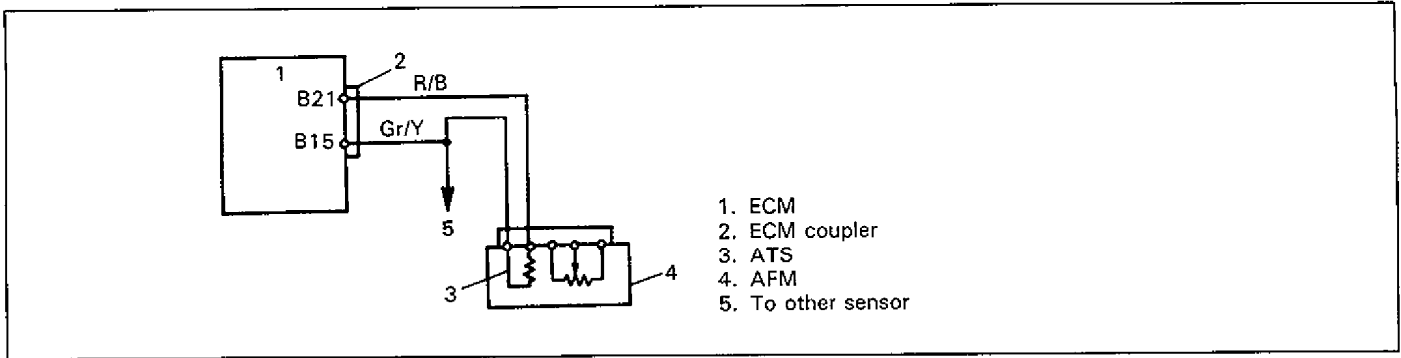 1
2
R/B
B21
Gr/Y
B15
5
3
4
1. ECM
2. ECM coupler
3. ATS
4. AFM
5. To other sensor